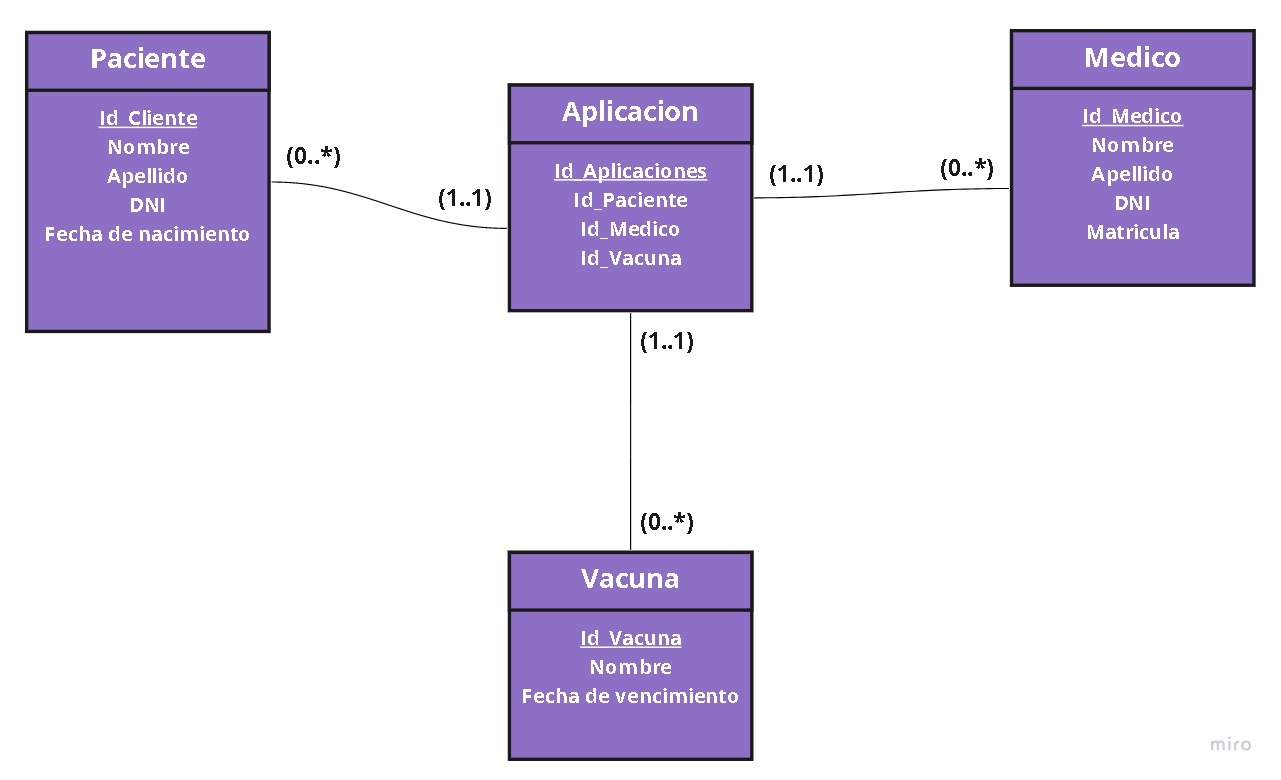 Paciente
Id_Cliente
Nombre
Apellido
DNI
Fecha de nacimiento
(0..*)
(1..1)
Aplicacion
Id_Aplicaciones
Id_Paciente
Id_Medico
Id_Vacuna
(1..1)
(0..*)
Medico
Id_Medico
Nombre
Apellido
DNI
Matricula
(1..1)
(0..*)
Vacuna
Id_Vacuna
Nombre
Fecha de vencimiento
miro